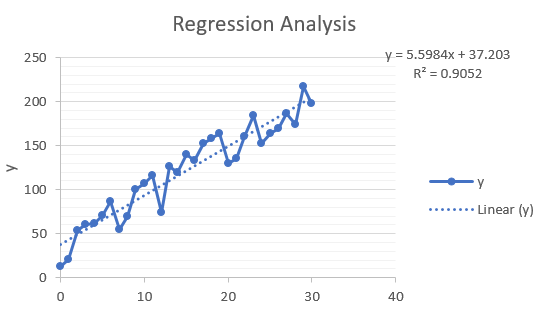 Regression Analysis
y = 5.5984x + 37.203
R² = 0.9052
250
200
150
100
50
0
y
0 10 20 30 40
y
Linear (y)